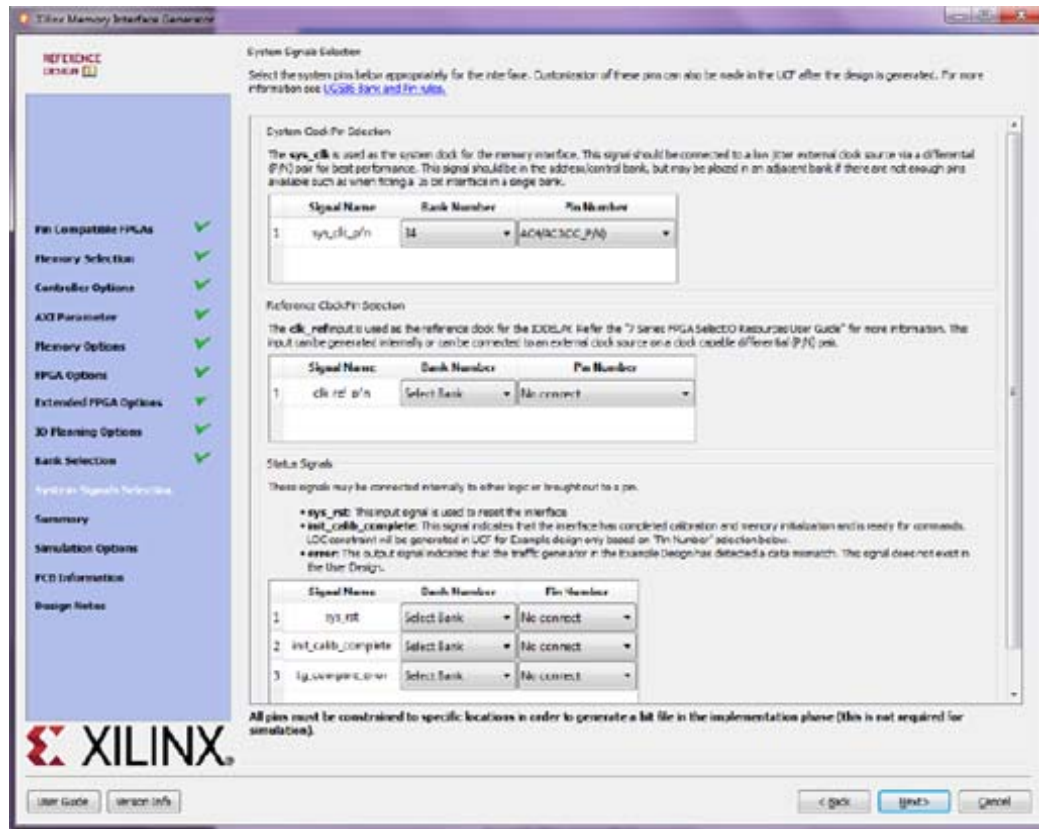 Xilinx Memory Interface Generator
REFERENCE
DESIGN
System Signals Selection
Select the system pins below appropriately for the interface. Customization of these pins can also be made in the UCF after the design is generated. For more
information see UG586 Bank and Pin rules.
System Clock Pin Selection
The sys_clk is used as the system clock for the memory interface. This signal should be connected to a low jitter external clock source via a differential
(P/N) pair for best performance. This signal should be in the address/control bank, but may be placed in an adjacent bank if there are not enough pins
available such as when fitting a 16 bit interface in a single bank.
Signal Name Bank Number Pin Number
1 sys_clk_p/n 34
Reference Clock Pin Selection
The clk_ref input is used as the reference clock for the IODELAY. Refer the "7 Series FPGA SelectIO Resources User Guide" for more information. This
input can be generated internally or can be connected to an external clock source on a clock capable differential (P/N) pair.
Signal Name Bank Number Pin Number
1 clk_ref_p/n Select Bank No connect
Status Signals
These signals may be connected internally to other logic or brought out to a pin.
• sys_rst: This input signal is used to reset the interface
• init_calib_complete: This signal indicates that the interface has completed calibration and memory initialization and is ready for commands.
LOC constraint will be generated in UCF for Example design only based on "Pin Number" selection below.
• error: The output signal indicates that the traffic generator in the Example Design has detected a data mismatch. This signal does not exist in
the User Design.
Signal Name Bank Number Pin Number
1 sys_rst Select Bank No connect
2 init_calib_complete Select Bank No connect
3 tg_compare_error Select Bank No connect
All pins must be constrained to specific locations in order to generate a bit file in the implementation phase (this is not required for
simulation).
Pin Compatible FPGAs
Memory Selection
Controller Options
AXI Parameter
Memory Options
FPGA Options
Extended FPGA Options
IO Planning Options
Bank Selection
System Signals Selection
Summary
Simulation Options
PCB Information
Design Notes
XILINX
User Guide Version Info < Back Next> Cancel